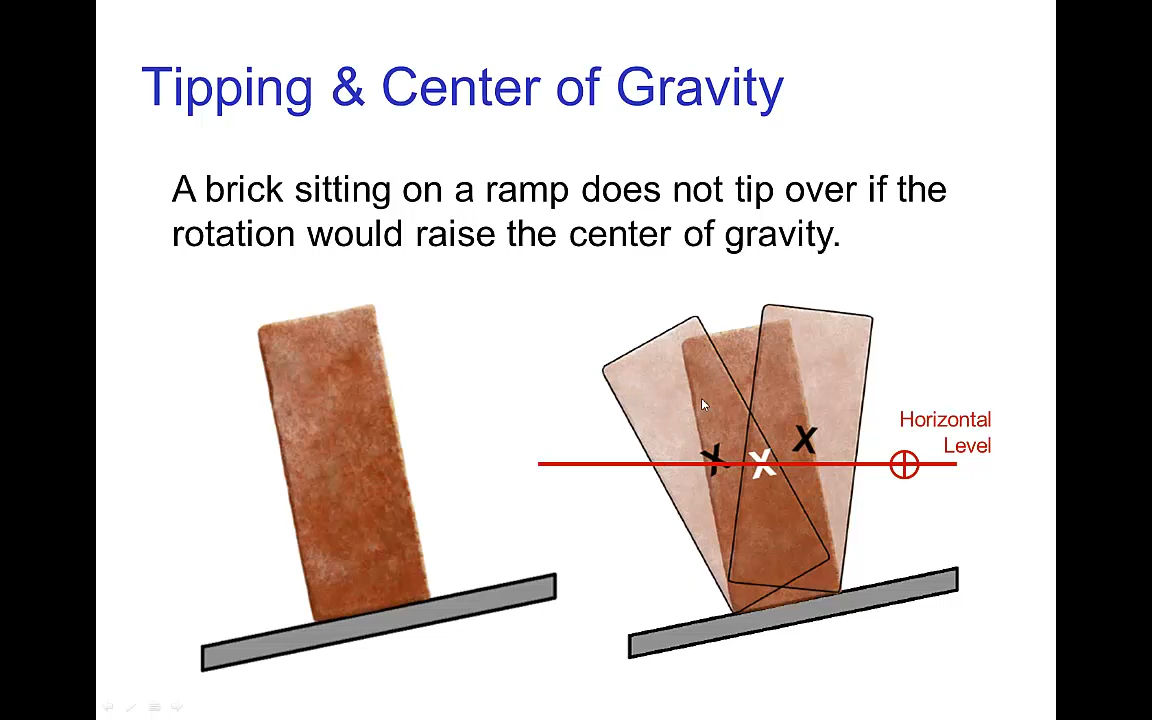 Tipping & Center of Gravity
A brick sitting on a ramp does not tip over if the
rotation would raise the center of gravity.
Horizontal
Level
X
X
X